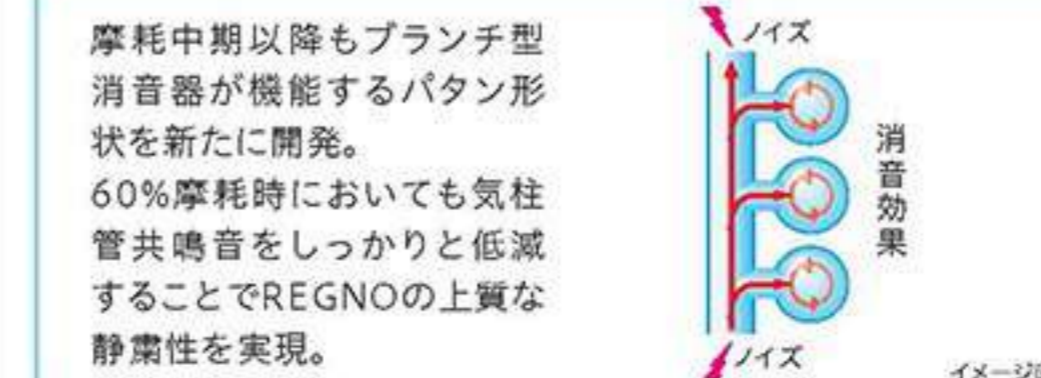 摩耗中期以降もブランチ型
消音器が機能するパタン形
状を新たに開発。
60%摩耗時においても気柱
管共鳴音をしっかりと低減
することでREGNOの上質な
静粛性を実現。
ノイズ
消音効果
ノイズ
イメージ